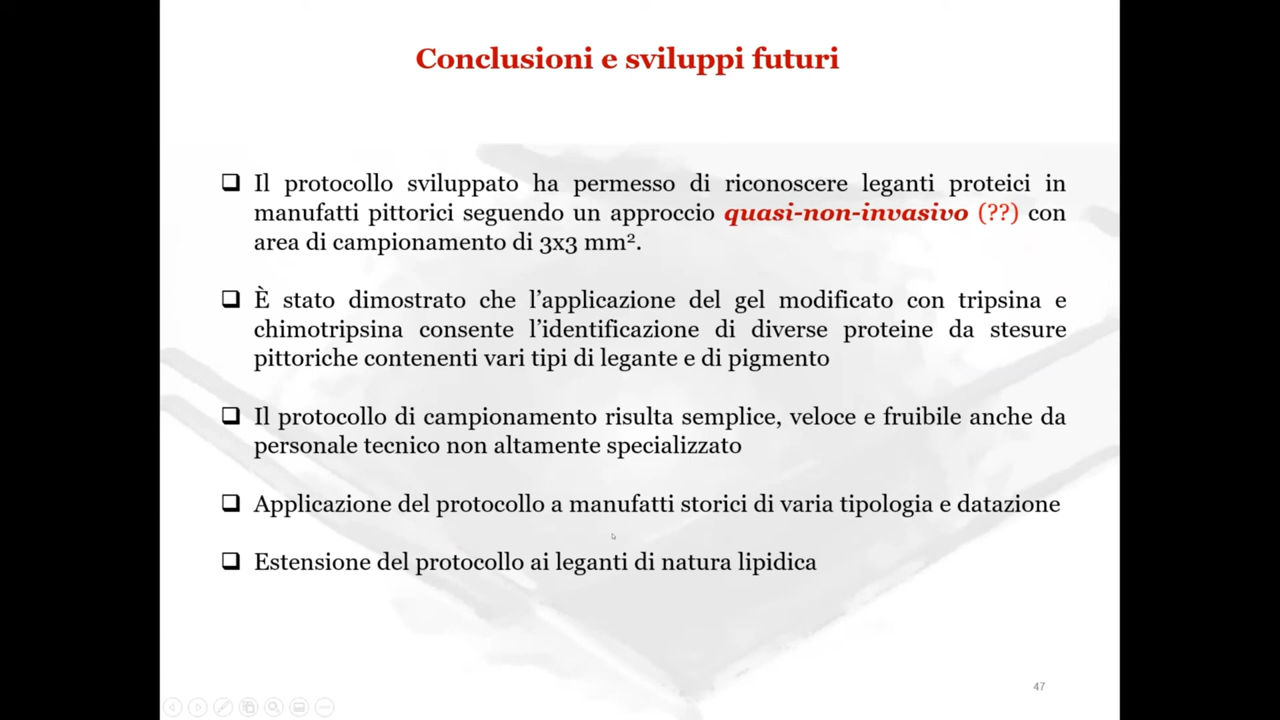 Conclusioni e sviluppi futuri
Il protocollo sviluppato ha permesso di riconoscere leganti proteici in
manufatti pittorici seguendo un approccio quasi-non-invasivo (??) con
area di campionamento di 3x3 mm².
È stato dimostrato che l'applicazione del gel modificato con tripsina e
chimotripsina consente l'identificazione di diverse proteine da stesure
pittoriche contenenti vari tipi di legante e di pigmento
Il protocollo di campionamento risulta semplice, veloce e fruibile anche da
personale tecnico non altamente specializzato
Applicazione del protocollo a manufatti storici di varia tipologia e datazione
Estensione del protocollo ai leganti di natura lipidica
47